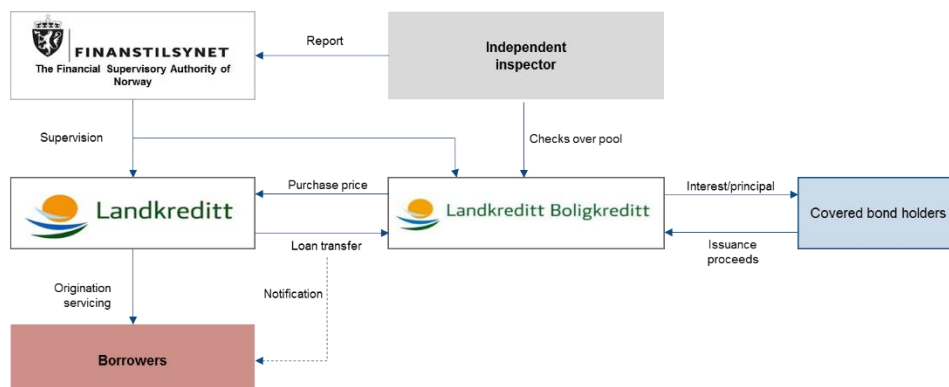 FINANSTILSYNET
The Financial Supervisory Authority of
Norway
Report
Independent
inspector
Supervision
Checks over pool
Landkreditt
Purchase price
Landkreditt Boligkreditt
Interest/principal
Covered bond holders
Loan transfer
Issuance
proceeds
Origination
servicing
Notification
Borrowers